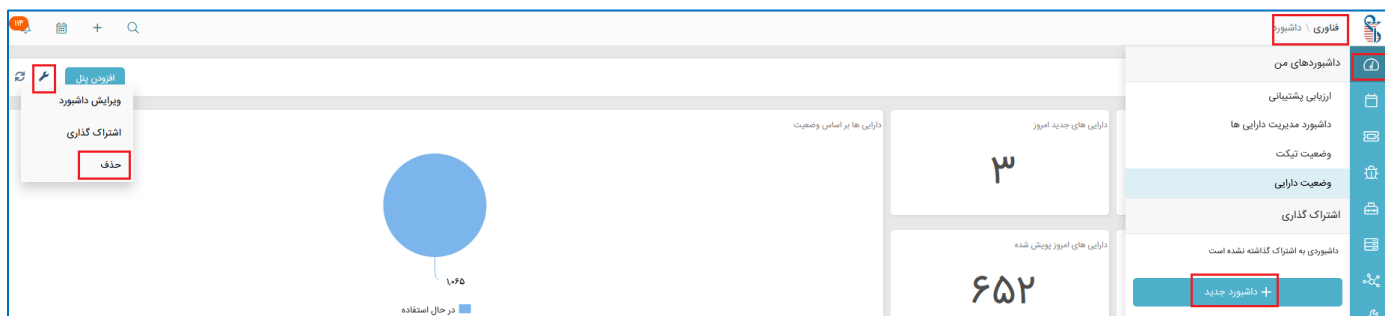 فناوری \ داشبورد
۱۱۴
داشبوردهای من
ارزیابی پشتیبانی
داشبورد مدیریت دارایی ها
وضعیت تیکت
وضعیت دارایی
اشتراک گذاری
داشبوردی به اشتراک گذاشته نشده است
+ داشبورد جدید
افزودن پنل
ویرایش داشبورد
اشتراک گذاری
حذف
دارایی های جدید امروز
۳
دارایی های امروز پویش شده
۶۵۲
دارایی ها بر اساس وضعیت
۱,۰۶۵
در حال استفاده